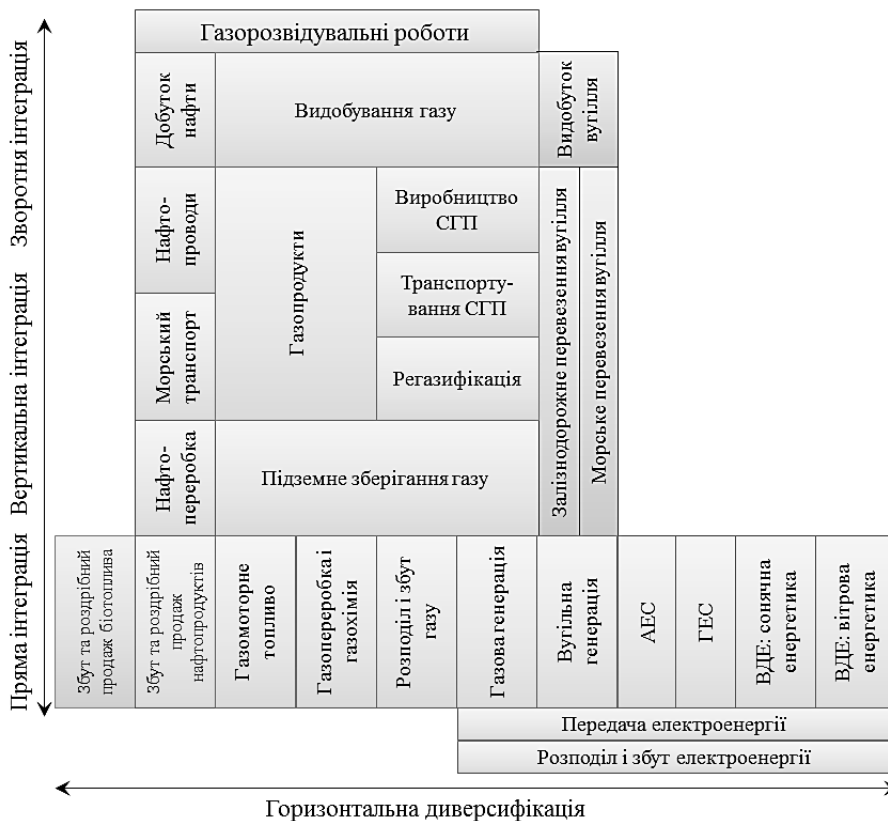 Газорозвідувальні роботи
Зворотня інтеграція
Добуток
нафти
Видобування газу
Видобуток
вугілля
Нафто-
проводи
Газопродукти
Виробництво
СГП
Залізнодорожне перевезення вугілля
Морське перевезення вугілля
Транспорту-
вання СГП
Вертикальна інтеграція
Морський
транспорт
Регазифікація
Нафто-
переробка
Підземне зберігання газу
Пряма інтеграція
Збут та роздрібний
продаж біотоплива
Збут та роздрібний
продаж
нафтопродуктів
Газомоторне
топливо
Газопереробка і
газохімія
Розподіл і збут
газу
Газова генерація
Вугільна
генерація
АЕС
ГЕС
ВДЕ: сонячна
енергетика
ВДЕ: вітрова
енергетика
Передача електроенергії
Розподіл і збут електроенергії
Горизонтальна диверсифікація